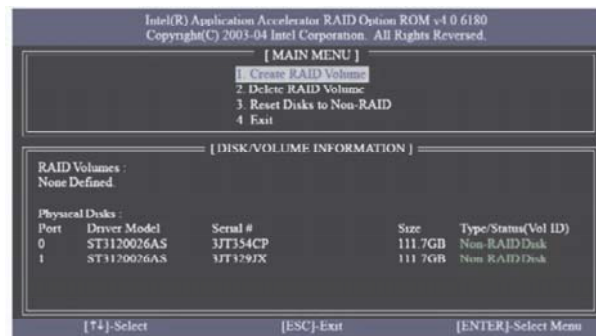 Intel(R) Application Accelerator RAID Option ROM v4 0 6180
Copyright(C) 2003-04 Intel Corporation. All Rights Reversed.
[ MAIN MENU ]
1. Create RAID Volume
2. Delete RAID Volume
3. Reset Disks to Non-RAID
4 Exit
[ DISK/VOLUME INFORMATION ]
RAID Volumes :
None Defined.
Physical Disks :
Port Driver Model Serial # Size Type/Status(Vol ID)
0 ST3120026AS 3JT354CP 111.7GB Non-RAID Disk
1 ST3120026AS 3JT329JX 111 7GB Non RAID Disk
[↑↓]-Select [ESC]-Exit [ENTER]-Select Menu